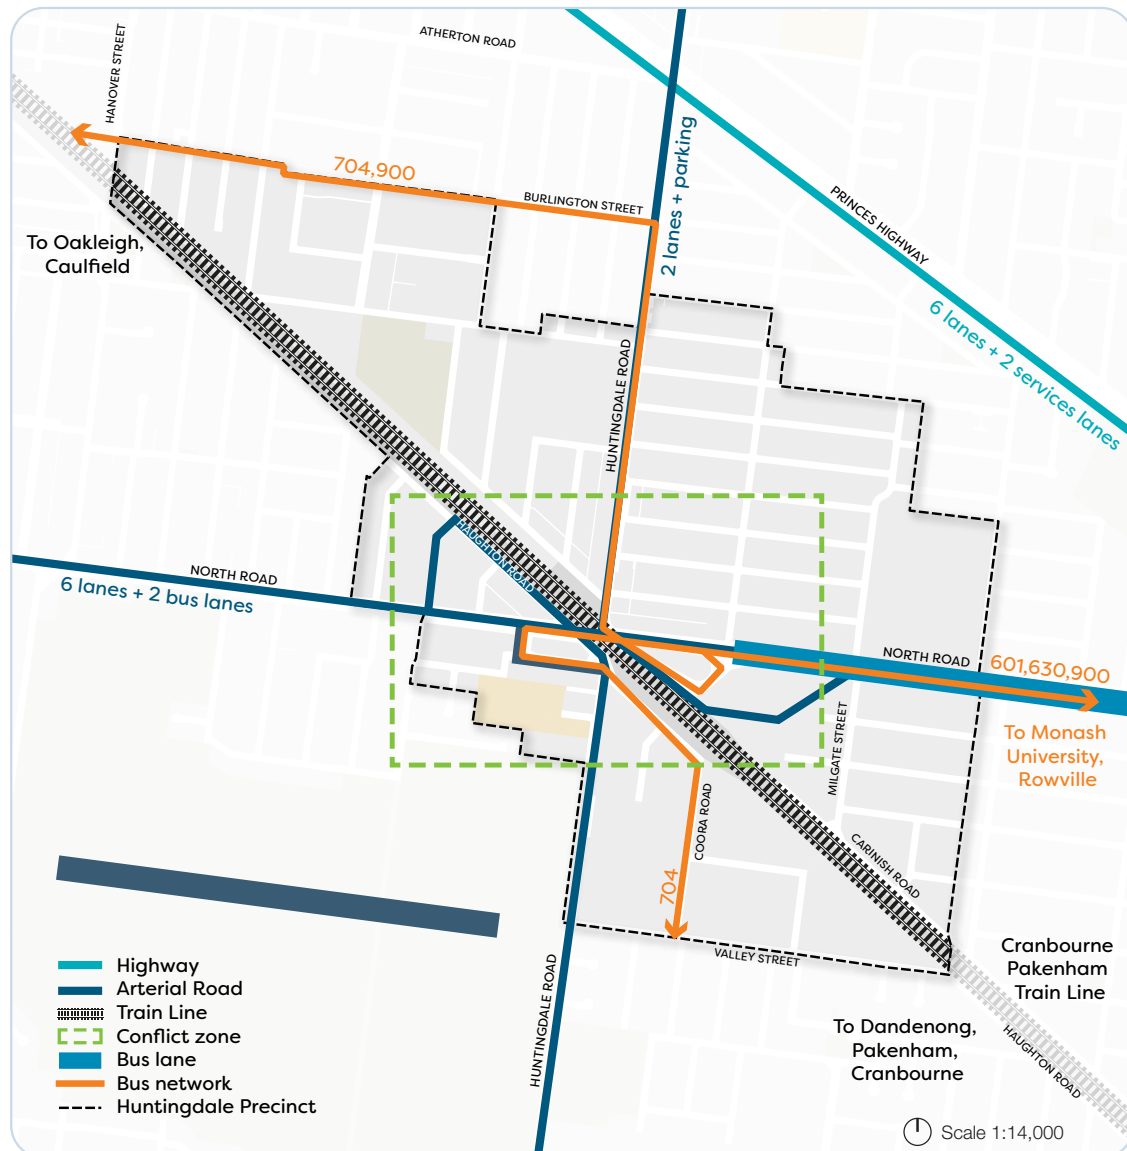 HANOVER STREET
ATHERTON ROAD
704,900
BURLINGTON STREET
2 lanes + parking
PRINCES HIGHWAY
6 lanes + 2 services lanes
To Oakleigh,
Caulfield
HUNTINGDALE ROAD
HAUGHTON ROAD
NORTH ROAD
6 lanes + 2 bus lanes
NORTH ROAD
601,630,900
To Monash
University,
Rowville
MILGATE STREET
COORA ROAD
CARINISH ROAD
704
VALLEY STREET
HUNTINGDALE ROAD
Cranbourne
Pakenham
Train Line
To Dandenong,
Pakenham,
Cranbourne
HAUGHTON ROAD
Highway
Arterial Road
Train Line
Conflict zone
Bus lane
Bus network
Huntingdale Precinct
Scale 1:14,000